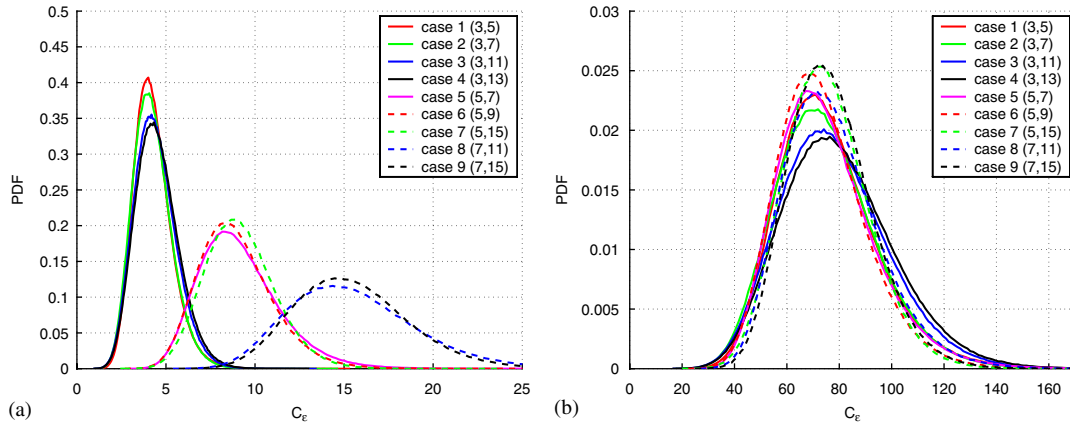 0.5
0.45
0.4
0.35
0.3
0.25
0.2
0.15
0.1
0.05
0
PDF
0 5 10 15 20 25
C_ε
case 1 (3,5)
case 2 (3,7)
case 3 (3,11)
case 4 (3,13)
case 5 (5,7)
case 6 (5,9)
case 7 (5,15)
case 8 (7,11)
case 9 (7,15)
(a)
0.03
0.025
0.02
0.015
0.01
0.005
0
PDF
0 20 40 60 80 100 120 140 160
C_ε
case 1 (3,5)
case 2 (3,7)
case 3 (3,11)
case 4 (3,13)
case 5 (5,7)
case 6 (5,9)
case 7 (5,15)
case 8 (7,11)
case 9 (7,15)
(b)